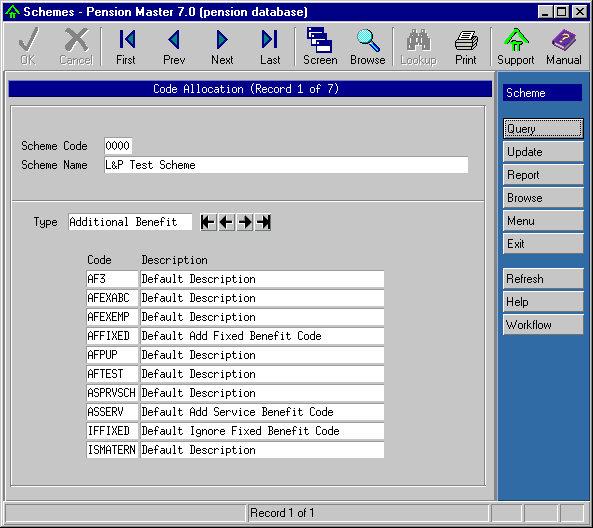 Schemes - Pension Master 7.0 (pension database)
OK Cancel First Prev Next Last Screen Browse Lookup Print Support Manual
Code Allocation (Record 1 of 7)
Scheme
Scheme Code 0000
Scheme Name L&P Test Scheme
Type Additional Benefit
Code Description
AF3 Default Description
AFEXABC Default Description
AFEXEMP Default Description
AFFIXED Default Add Fixed Benefit Code
AFPUP Default Description
AFTEST Default Description
ASPRVSCH Default Description
ASSERV Default Add Service Benefit Code
IFFIXED Default Ignore Fixed Benefit Code
ISMATERN Default Description
Query
Update
Report
Browse
Menu
Exit
Refresh
Help
Workflow
Record 1 of 1